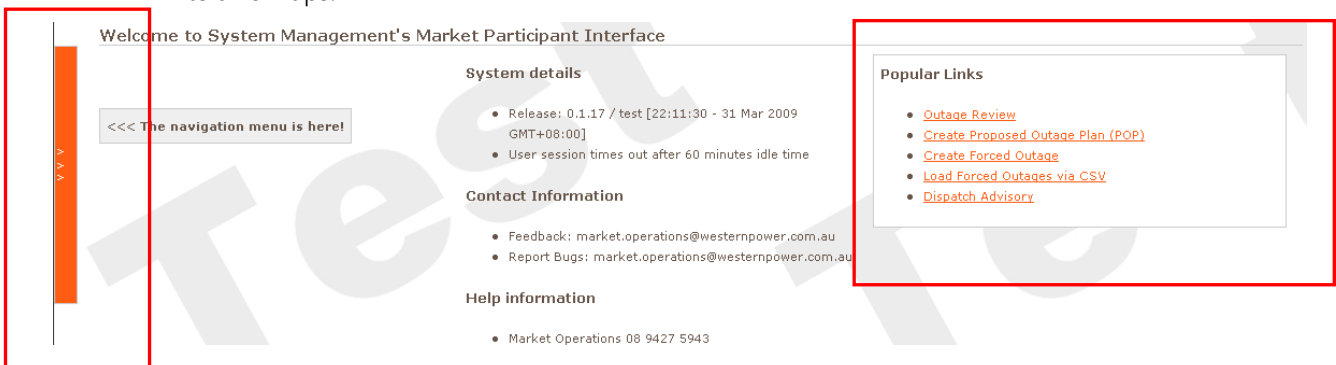 Welcome to System Management's Market Participant Interface
<<< The navigation menu is here!
> > >
System details
● Release: 0.1.17 / test [22:11:30 - 31 Mar 2009
GMT+08:00]
● User session times out after 60 minutes idle time
Contact Information
● Feedback: market.operations@westernpower.com.au
● Report Bugs: market.operations@westernpower.com.au
Help information
● Market Operations 08 9427 5943
Popular Links
● Outage Review
● Create Proposed Outage Plan (POP)
● Create Forced Outage
● Load Forced Outages via CSV
● Dispatch Advisory
Test
Te